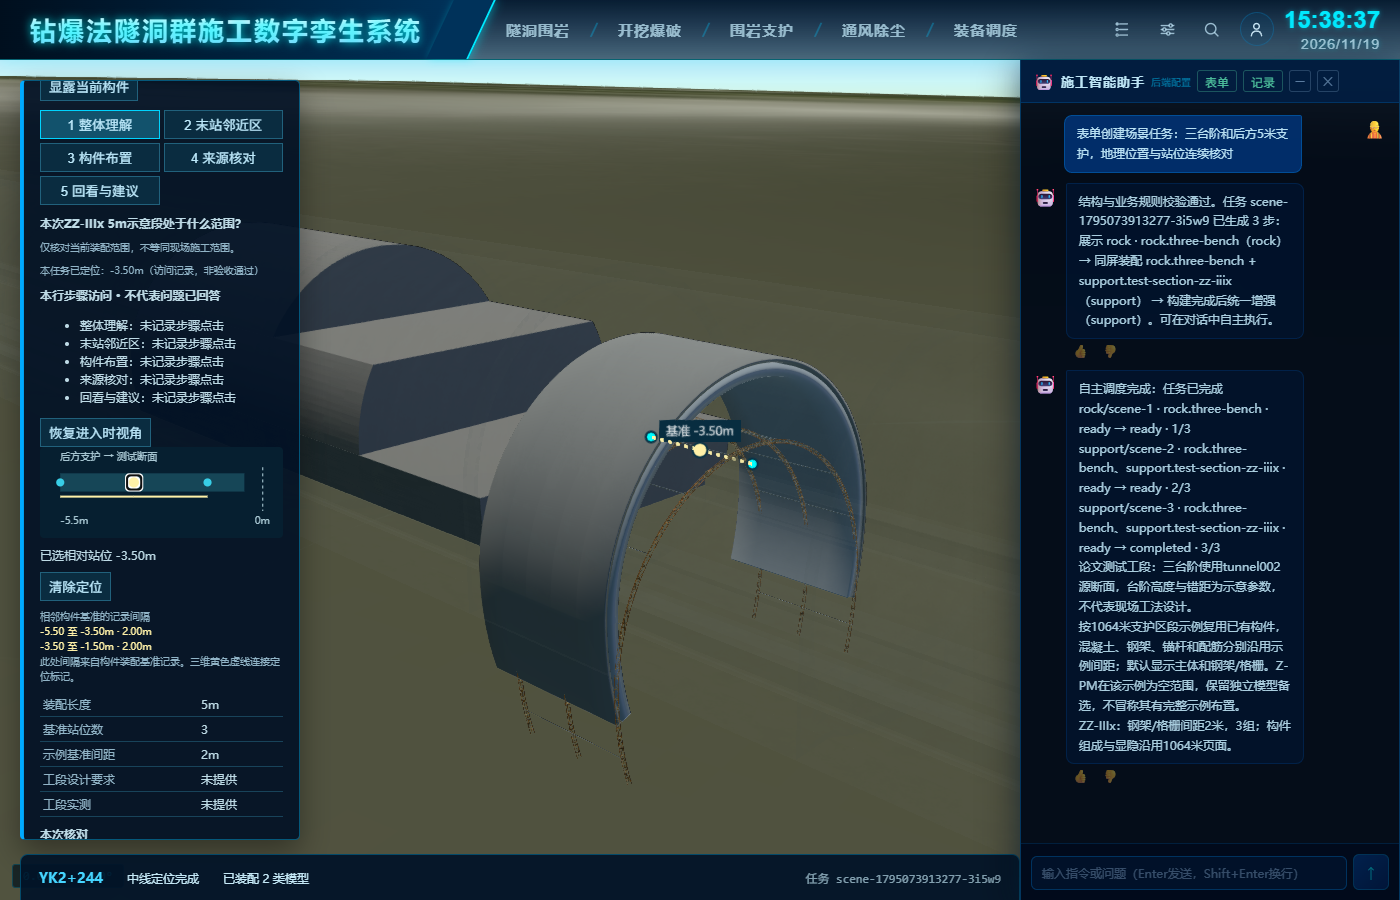 钻爆法隧洞群施工数字孪生系统
隧洞围岩 / 开挖爆破 / 围岩支护 / 通风除尘 / 装备调度
15:38:37
2026/11/19
显露当前构件
1 整体理解
2 末站邻近区
3 构件布置
4 来源核对
5 回看与建议
本次ZZ-IIIx 5m示意段处于什么范围?
仅核对当前装配范围，不等同现场施工范围。
本任务已定位：-3.50m（访问记录，非验收通过）
本行步骤访问 • 不代表问题已回答
• 整体理解：未记录步骤点击
• 末站邻近区：未记录步骤点击
• 构件布置：未记录步骤点击
• 来源核对：未记录步骤点击
• 回看与建议：未记录步骤点击
恢复进入时视角
后方支护 → 测试断面
-5.5m
0m
已选相对站位 -3.50m
清除定位
相邻构件基准的记录间隔
-5.50 至 -3.50m · 2.00m
-3.50 至 -1.50m · 2.00m
此处间隔来自构件装配基准记录。三维黄色虚线连接定
位标记。
装配长度 5m
基准站位数 3
示例基准间距 2m
工段设计要求 未提供
工段实测 未提供
本次核对
基准 -3.50m
YK2+244 中线定位完成 已装配 2 类模型
任务 scene-1795073913277-3i5w9
施工智能助手 后端配置 表单 记录
表单创建场景任务：三台阶和后方5米支
护，地理位置与站位连续核对
结构与业务规则校验通过。任务 scene-
1795073913277-3i5w9 已生成 3 步：
展示 rock · rock.three-bench（rock）
→ 同屏装配 rock.three-bench +
support.test-section-zz-iiix
（support） → 构建完成后统一增强
（support）。可在对话中自主执行。
自主调度完成：任务已完成
rock/scene-1 · rock.three-bench ·
ready → ready · 1/3
support/scene-2 · rock.three-
bench、support.test-section-zz-iiix ·
ready → ready · 2/3
support/scene-3 · rock.three-
bench、support.test-section-zz-iiix ·
ready → completed · 3/3
论文测试工段：三台阶使用tunnel002
源断面，台阶高度与错距为示意参数，
不代表现场工法设计。
按1064米支护区段示例复用已有构件，
混凝土、钢架、锚杆和配筋分别沿用示
例间距；默认显示主体和钢架/格栅。Z-
PM在该示例为空范围，保留独立模型备
选，不冒称其有完整示例布置。
ZZ-IIIx：钢架/格栅间距2米，3组；构件
组成与显隐沿用1064米页面。
输入指令或问题（Enter发送，Shift+Enter换行）